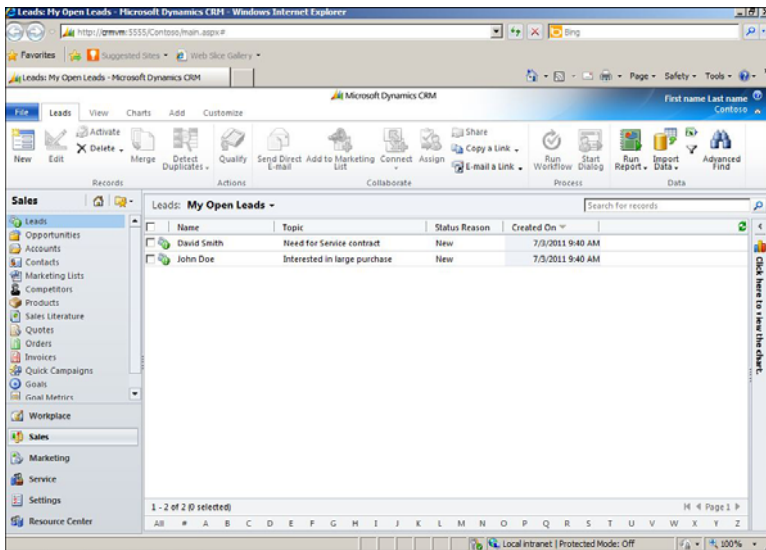 Leads: My Open Leads - Microsoft Dynamics CRM - Windows Internet Explorer
http://crmvm:5555/Contoso/main.aspx#
Bing
Favorites Suggested Sites Web Slice Gallery
Leads: My Open Leads - Microsoft Dynamics CRM
Page Safety Tools
Microsoft Dynamics CRM
First name Last name
Contoso
File Leads View Charts Add Customize
New
Edit
Activate
Delete
Merge
Detect Duplicates
Qualify
Send Direct E-mail
Add to Marketing List
Connect
Assign
Share
Copy a Link
E-mail a Link
Run Workflow
Start Dialog
Run Report
Import Data
Advanced Find
Records Actions Collaborate Process Data
Sales
Leads: My Open Leads
Search for records
Leads
Opportunities
Accounts
Contacts
Marketing Lists
Competitors
Products
Sales Literature
Quotes
Orders
Invoices
Quick Campaigns
Goals
Goal Metrics
Workplace
Sales
Marketing
Service
Settings
Resource Center
Name Topic Status Reason Created On
David Smith Need for Service contract New 7/3/2011 9:40 AM
John Doe Interested in large purchase New 7/3/2011 9:40 AM
Click here to view the chart.
1 - 2 of 2 (0 selected)
Page 1
All # A B C D E F G H I J K L M N O P Q R S T U V W X Y Z
Local intranet | Protected Mode: Off
100%